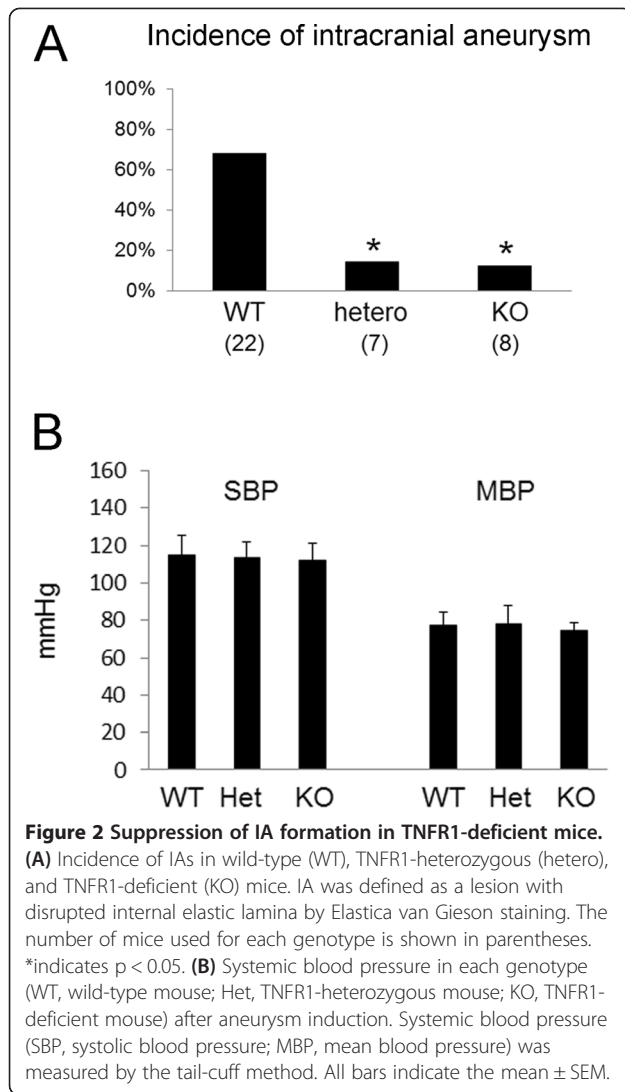 A
Incidence of intracranial aneurysm
100%
80%
60%
40%
20%
0%
* *
WT hetero KO
(22) (7) (8)
B
mmHg
160
140
120
100
80
60
40
20
0
SBP MBP
WT Het KO WT Het KO
Figure 2 Suppression of IA formation in TNFR1-deficient mice.
(A) Incidence of IAs in wild-type (WT), TNFR1-heterozygous (hetero),
and TNFR1-deficient (KO) mice. IA was defined as a lesion with
disrupted internal elastic lamina by Elastica van Gieson staining. The
number of mice used for each genotype is shown in parentheses.
*indicates p < 0.05. (B) Systemic blood pressure in each genotype
(WT, wild-type mouse; Het, TNFR1-heterozygous mouse; KO, TNFR1-
deficient mouse) after aneurysm induction. Systemic blood pressure
(SBP, systolic blood pressure; MBP, mean blood pressure) was
measured by the tail-cuff method. All bars indicate the mean ± SEM.